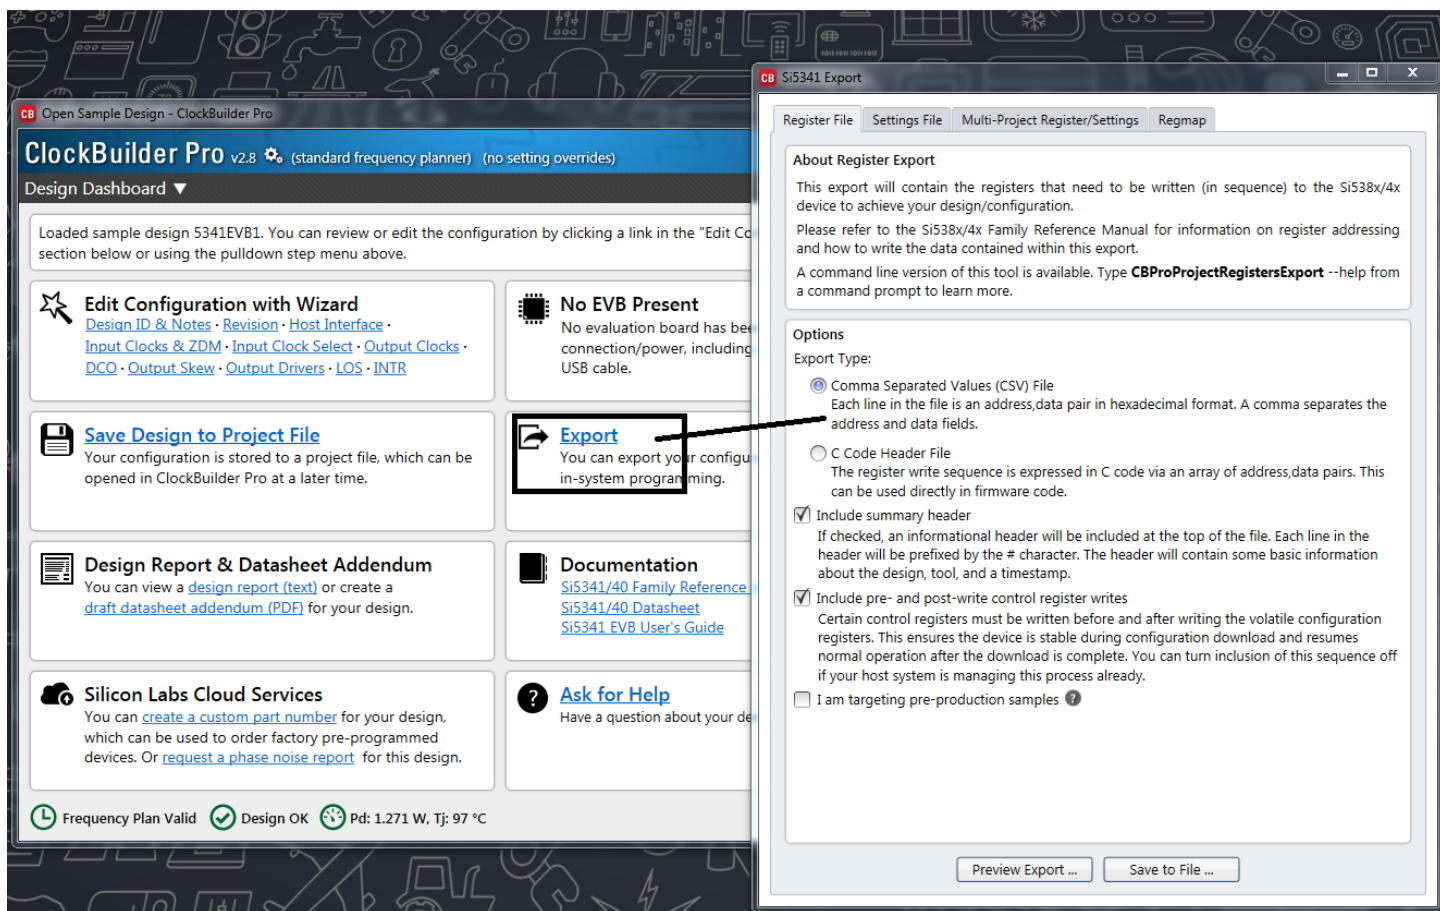 CB Open Sample Design - ClockBuilder Pro
ClockBuilder Pro v2.8 (standard frequency planner) (no setting overrides)
Design Dashboard ▼
Loaded sample design 5341EVB1. You can review or edit the configuration by clicking a link in the "Edit Co
section below or using the pulldown step menu above.
Edit Configuration with Wizard
Design ID & Notes · Revision · Host Interface ·
Input Clocks & ZDM · Input Clock Select · Output Clocks ·
DCO · Output Skew · Output Drivers · LOS · INTR
No EVB Present
No evaluation board has bee
connection/power, including
USB cable.
Save Design to Project File
Your configuration is stored to a project file, which can be
opened in ClockBuilder Pro at a later time.
Export
You can export your configu
in-system programming.
Design Report & Datasheet Addendum
You can view a design report (text) or create a
draft datasheet addendum (PDF) for your design.
Documentation
Si5341/40 Family Reference
Si5341/40 Datasheet
Si5341 EVB User's Guide
Silicon Labs Cloud Services
You can create a custom part number for your design,
which can be used to order factory pre-programmed
devices. Or request a phase noise report for this design.
Ask for Help
Have a question about your de
Frequency Plan Valid Design OK Pd: 1.271 W, Tj: 97 °C
CB Si5341 Export
Register File Settings File Multi-Project Register/Settings Regmap
About Register Export
This export will contain the registers that need to be written (in sequence) to the Si538x/4x
device to achieve your design/configuration.
Please refer to the Si538x/4x Family Reference Manual for information on register addressing
and how to write the data contained within this export.
A command line version of this tool is available. Type CBProProjectRegistersExport --help from
a command prompt to learn more.
Options
Export Type:
Comma Separated Values (CSV) File
Each line in the file is an address,data pair in hexadecimal format. A comma separates the
address and data fields.
C Code Header File
The register write sequence is expressed in C code via an array of address,data pairs. This
can be used directly in firmware code.
Include summary header
If checked, an informational header will be included at the top of the file. Each line in the
header will be prefixed by the # character. The header will contain some basic information
about the design, tool, and a timestamp.
Include pre- and post-write control register writes
Certain control registers must be written before and after writing the volatile configuration
registers. This ensures the device is stable during configuration download and resumes
normal operation after the download is complete. You can turn inclusion of this sequence off
if your host system is managing this process already.
I am targeting pre-production samples ?
Preview Export ... Save to File ...